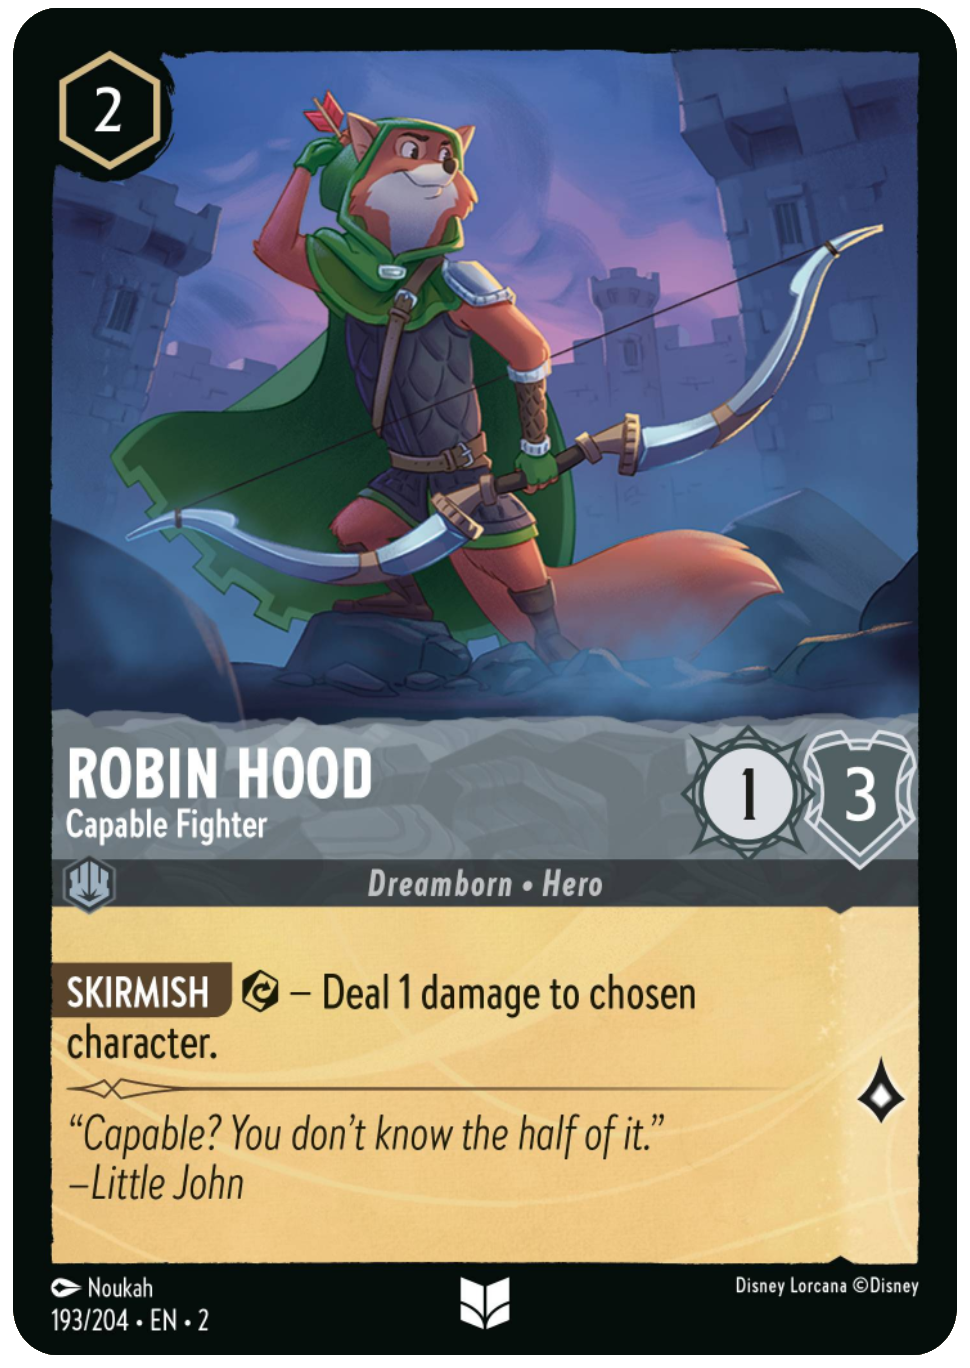 2
ROBIN HOOD
Capable Fighter
1
3
Dreamborn • Hero
SKIRMISH – Deal 1 damage to chosen
character.
“Capable? You don’t know the half of it.”
–Little John
Noukah
Disney Lorcana ©Disney
193/204 • EN • 2